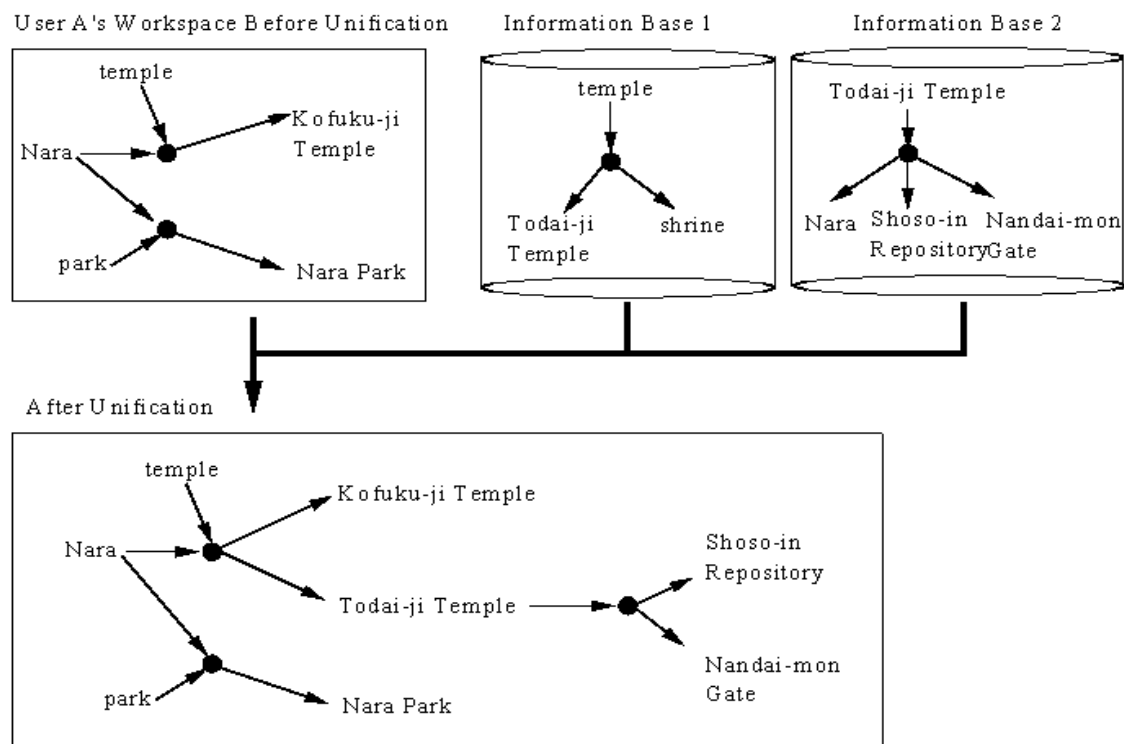 User A's Workspace Before Unification
temple
Kofuku-ji
Temple
Nara
park
Nara Park
Information Base 1
temple
Todai-ji
Temple
shrine
Information Base 2
Todai-ji Temple
Nara
Shoso-in
Repository
Nandai-mon
Gate
After Unification
temple
Kofuku-ji Temple
Nara
Todai-ji Temple
Shoso-in
Repository
Nandai-mon
Gate
park
Nara Park